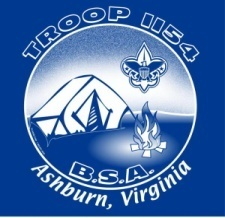 TROOP 1154
B.S.A.
Ashburn, Virginia